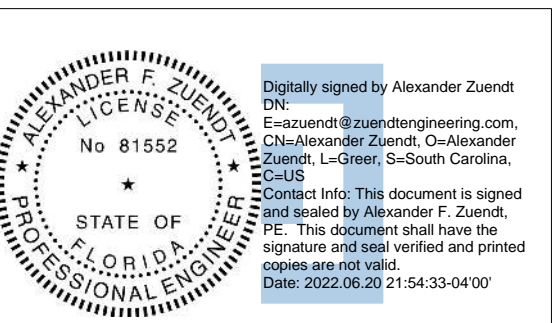 ALEXANDER F. ZUENDT
LICENSE
No 81552
★
STATE OF
FLORIDA
★ PROFESSIONAL ENGINEER ★
Digitally signed by Alexander Zuendt
DN:
E=azuendt@zuendtengineering.com,
CN=Alexander Zuendt, O=Alexander
Zuendt, L=Greer, S=South Carolina,
C=US
Contact Info: This document is signed
and sealed by Alexander F. Zuendt,
PE.  This document shall have the
signature and seal verified and printed
copies are not valid.
Date: 2022.06.20 21:54:33-04'00'